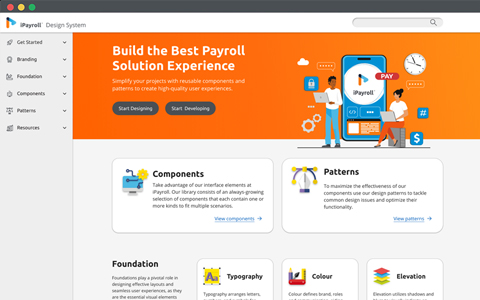 iPayroll Design System
Get Started
Branding
Foundation
Components
Patterns
Resources
Build the Best Payroll
Solution Experience
Simplify your projects with reusable components and
patterns to create high-quality user experiences.
Start Designing
Start Developing
iPayroll
PAY
#
$
Components
Take advantage of our interface elements at
iPayroll. Our library consists of an always-growing
selection of components that each contain one or
more kinds to fit multiple scenarios.
View components →
Patterns
To maximize the effectiveness of our
components use our design patterns to tackle
common design issues and optimize their
functionality.
View patterns →
Foundation
Foundations play a pivotal role in
designing effective layouts and
seamless user experiences, as they
are the essential visual elements
Typography
Typography arranges letters,
Colour
Colour defines brand, roles
Elevation
Elevation utilizes shadows and